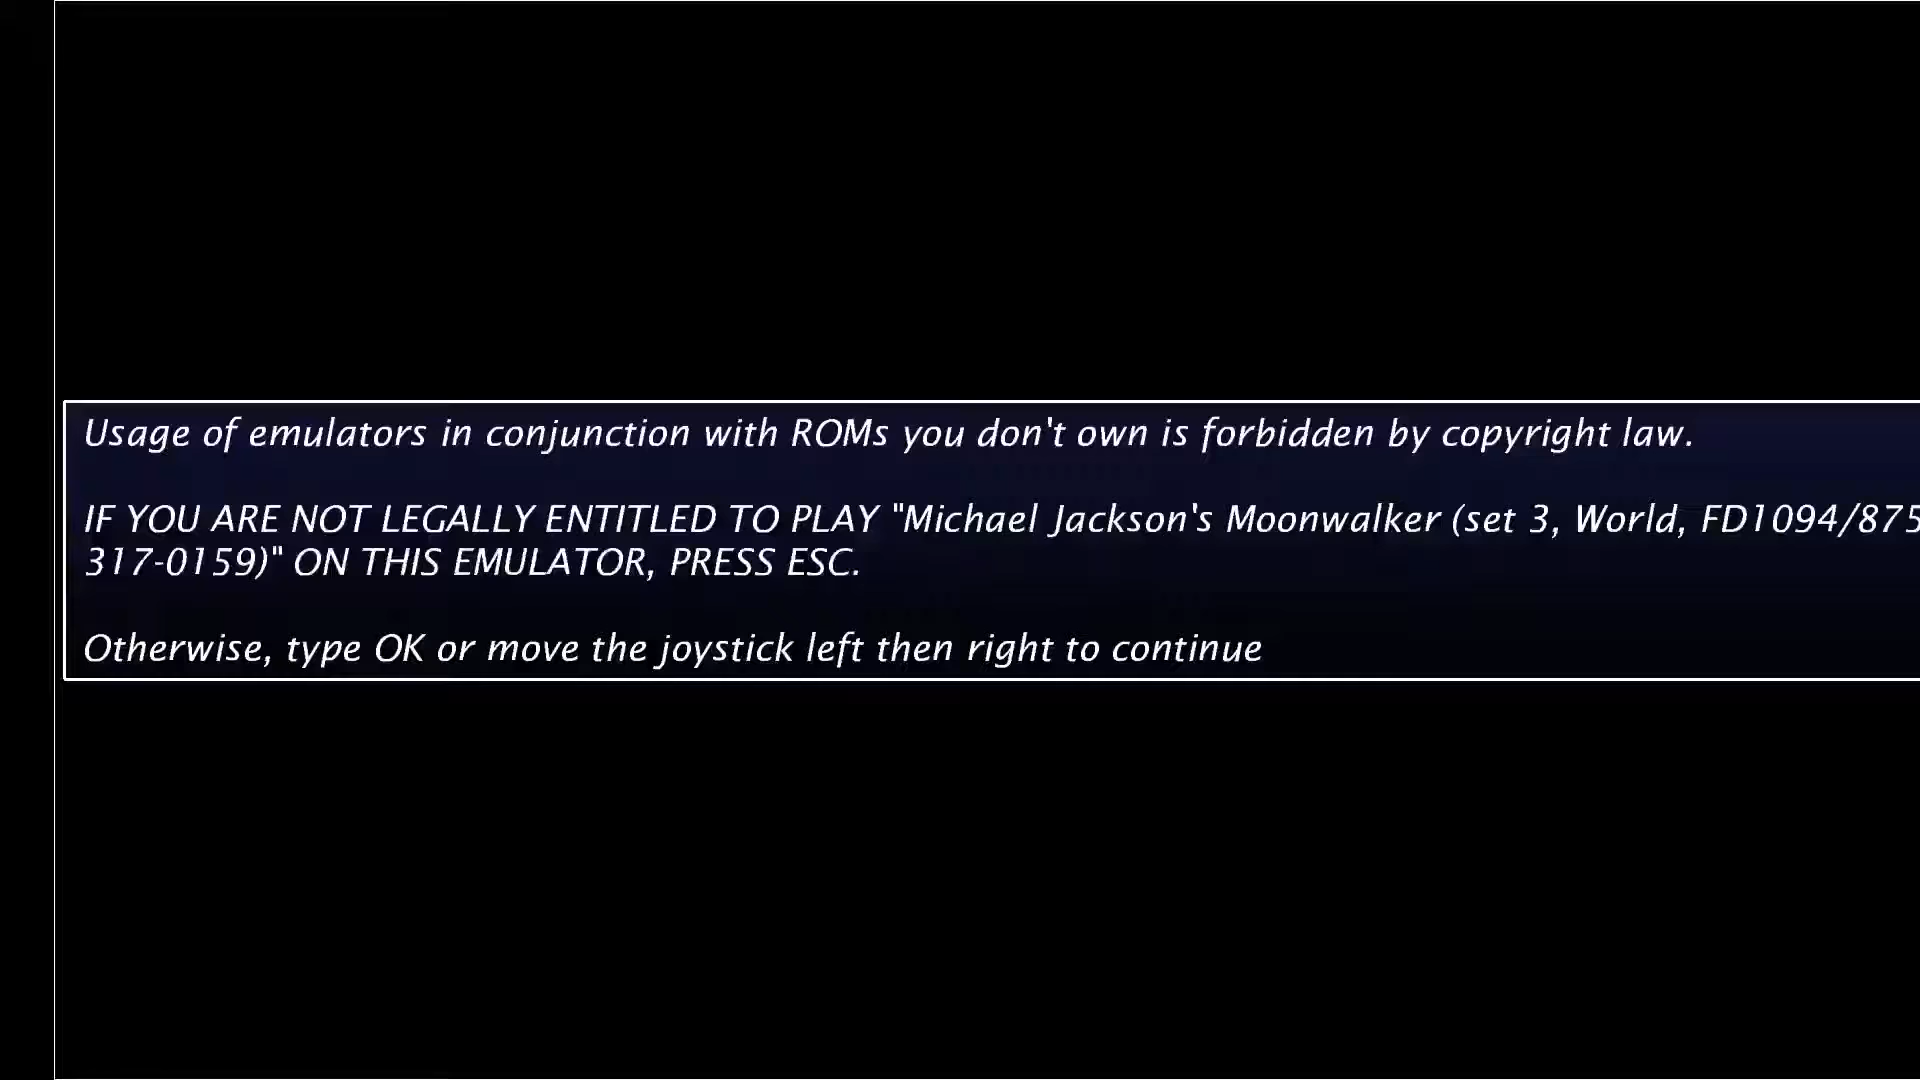 Usage of emulators in conjunction with ROMs you don't own is forbidden by copyright law.
IF YOU ARE NOT LEGALLY ENTITLED TO PLAY "Michael Jackson's Moonwalker (set 3, World, FD1094/875
317-0159)" ON THIS EMULATOR, PRESS ESC.
Otherwise, type OK or move the joystick left then right to continue